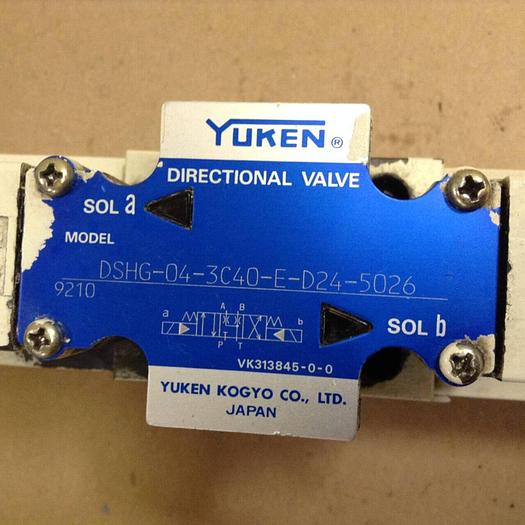 YUKEN®
DIRECTIONAL VALVE
SOL a
MODEL
DSHG-04-3C40-E-D24-5026
9210
A B
a b
P T
SOL b
VK313845-0-0
YUKEN KOGYO CO., LTD.
JAPAN